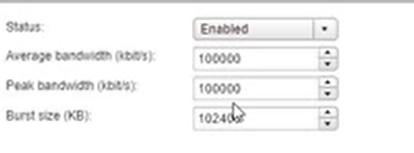 Status: Enabled
Average bandwidth (kbit/s): 100000
Peak bandwidth (kbit/s): 100000
Burst size (KB):